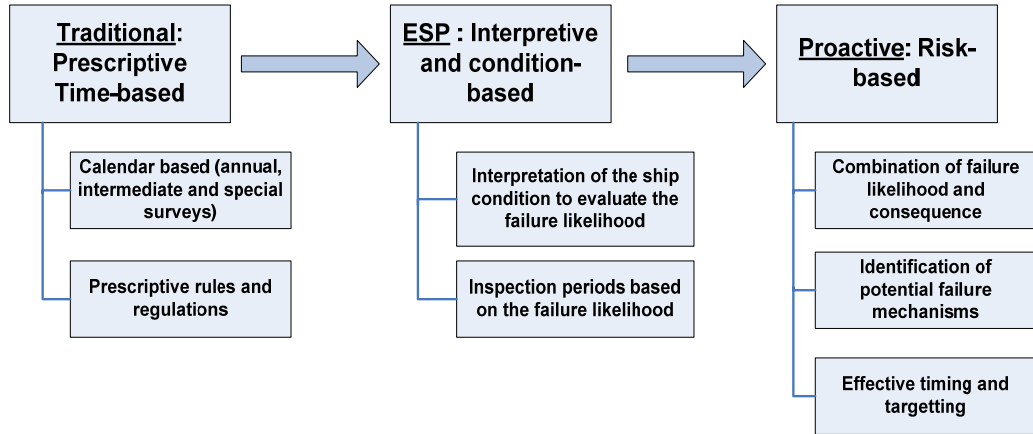 Traditional:
Prescriptive
Time-based
Calendar based (annual,
intermediate and special
surveys)
Prescriptive rules and
regulations
ESP : Interpretive
and condition-
based
Interpretation of the ship
condition to evaluate the
failure likelihood
Inspection periods based
on the failure likelihood
Proactive: Risk-
based
Combination of failure
likelihood and
consequence
Identification of
potential failure
mechanisms
Effective timing and
targetting